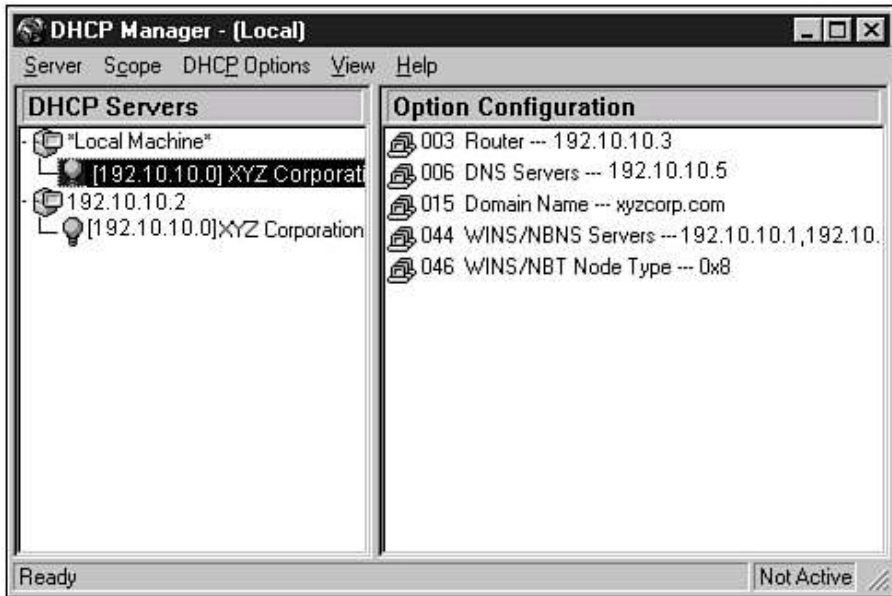 DHCP Manager - (Local)
Server Scope DHCP Options View Help
DHCP Servers
*Local Machine*
[192.10.10.0] XYZ Corporati
192.10.10.2
[192.10.10.0]XYZ Corporation
Option Configuration
003 Router --- 192.10.10.3
006 DNS Servers --- 192.10.10.5
015 Domain Name --- xyzcorp.com
044 WINS/NBNS Servers ---192.10.10.1,192.10.
046 WINS/NBT Node Type --- 0x8
Ready
Not Active